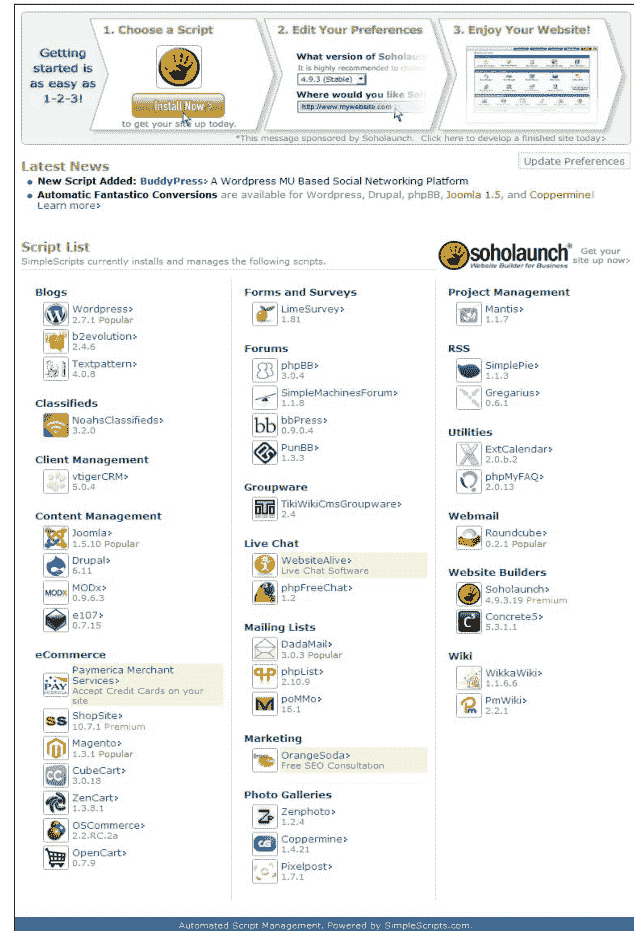 Getting
started is
as easy as
1-2-3!
1. Choose a Script
Install Now
to get your site up today.
2. Edit Your Preferences
What version of Soholaun
It is highly recommended to choos
4.9.3 (Stable)
Where would you like Sol
http://www.mywebsite.com
3. Enjoy Your Website!
*This message sponsored by Soholaunch. Click here to develop a finished site today>
Latest News
Update Preferences
• New Script Added: BuddyPress> A Wordpress MU Based Social Networking Platform
• Automatic Fantastico Conversions are available for Wordpress, Drupal, phpBB, Joomla 1.5, and Coppermine!
Learn more>
Script List
SimpleScripts currently installs and manages the following scripts.
soholaunch®
Website Builder for Business
Get your
site up now>
Blogs
Wordpress>
2.7.1 Popular
b2evolution>
2.4.6
Textpattern>
4.0.8
Classifieds
NoahsClassifieds>
3.2.0
Client Management
vtigerCRM>
5.0.4
Content Management
Joomla>
1.5.10 Popular
Drupal>
6.11
MODx
MODx>
0.9.6.3
e107>
0.7.15
eCommerce
PAY
Paymerica Merchant
Services>
Accept Credit Cards on your
site
SS
ShopSite>
10.7.1 Premium
Magento>
1.3.1 Popular
CC
CubeCart>
3.0.18
ZenCart>
1.3.8.1
OSCommerce>
2.2.RC.2a
OpenCart>
0.7.9
Forms and Surveys
LimeSurvey>
1.81
Forums
phpBB>
3.0.4
SimpleMachinesForum>
1.1.8
bb
bbPress>
0.9.0.4
PunBB>
1.3.3
Groupware
TikiWikiCmsGroupware>
2.4
Live Chat
WebsiteAlive>
Live Chat Software
phpFreeChat>
1.2
Mailing Lists
DadaMail>
3.0.3 Popular
phpList>
2.10.9
poMMo>
16.1
Marketing
OrangeSoda>
Free SEO Consultation
Photo Galleries
Zenphoto>
1.2.4
Coppermine>
1.4.21
Pixelpost>
1.7.1
Project Management
Mantis>
1.1.7
RSS
SimplePie>
1.1.3
Gregarius>
0.6.1
Utilities
ExtCalendar>
2.0.b.2
phpMyFAQ>
2.0.13
Webmail
Roundcube>
0.2.1 Popular
Website Builders
Soholaunch>
4.9.3.19 Premium
Concrete5>
5.3.1.1
Wiki
WikkaWiki>
1.1.6.6
PmWiki>
2.2.1
Automated Script Management. Powered by SimpleScripts.com.